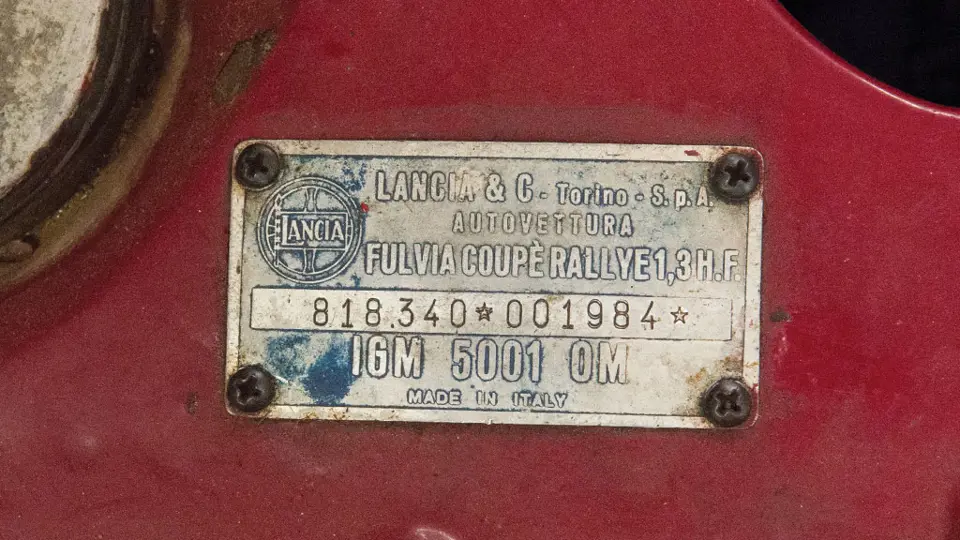 LANCIA & C - Torino - S.p.A.
AUTOVETTURA
LANCIA
FULVIA COUPÈ RALLYE 1,3 H.F.
818.340☆001984☆
IGM 5001 OM
MADE IN ITALY